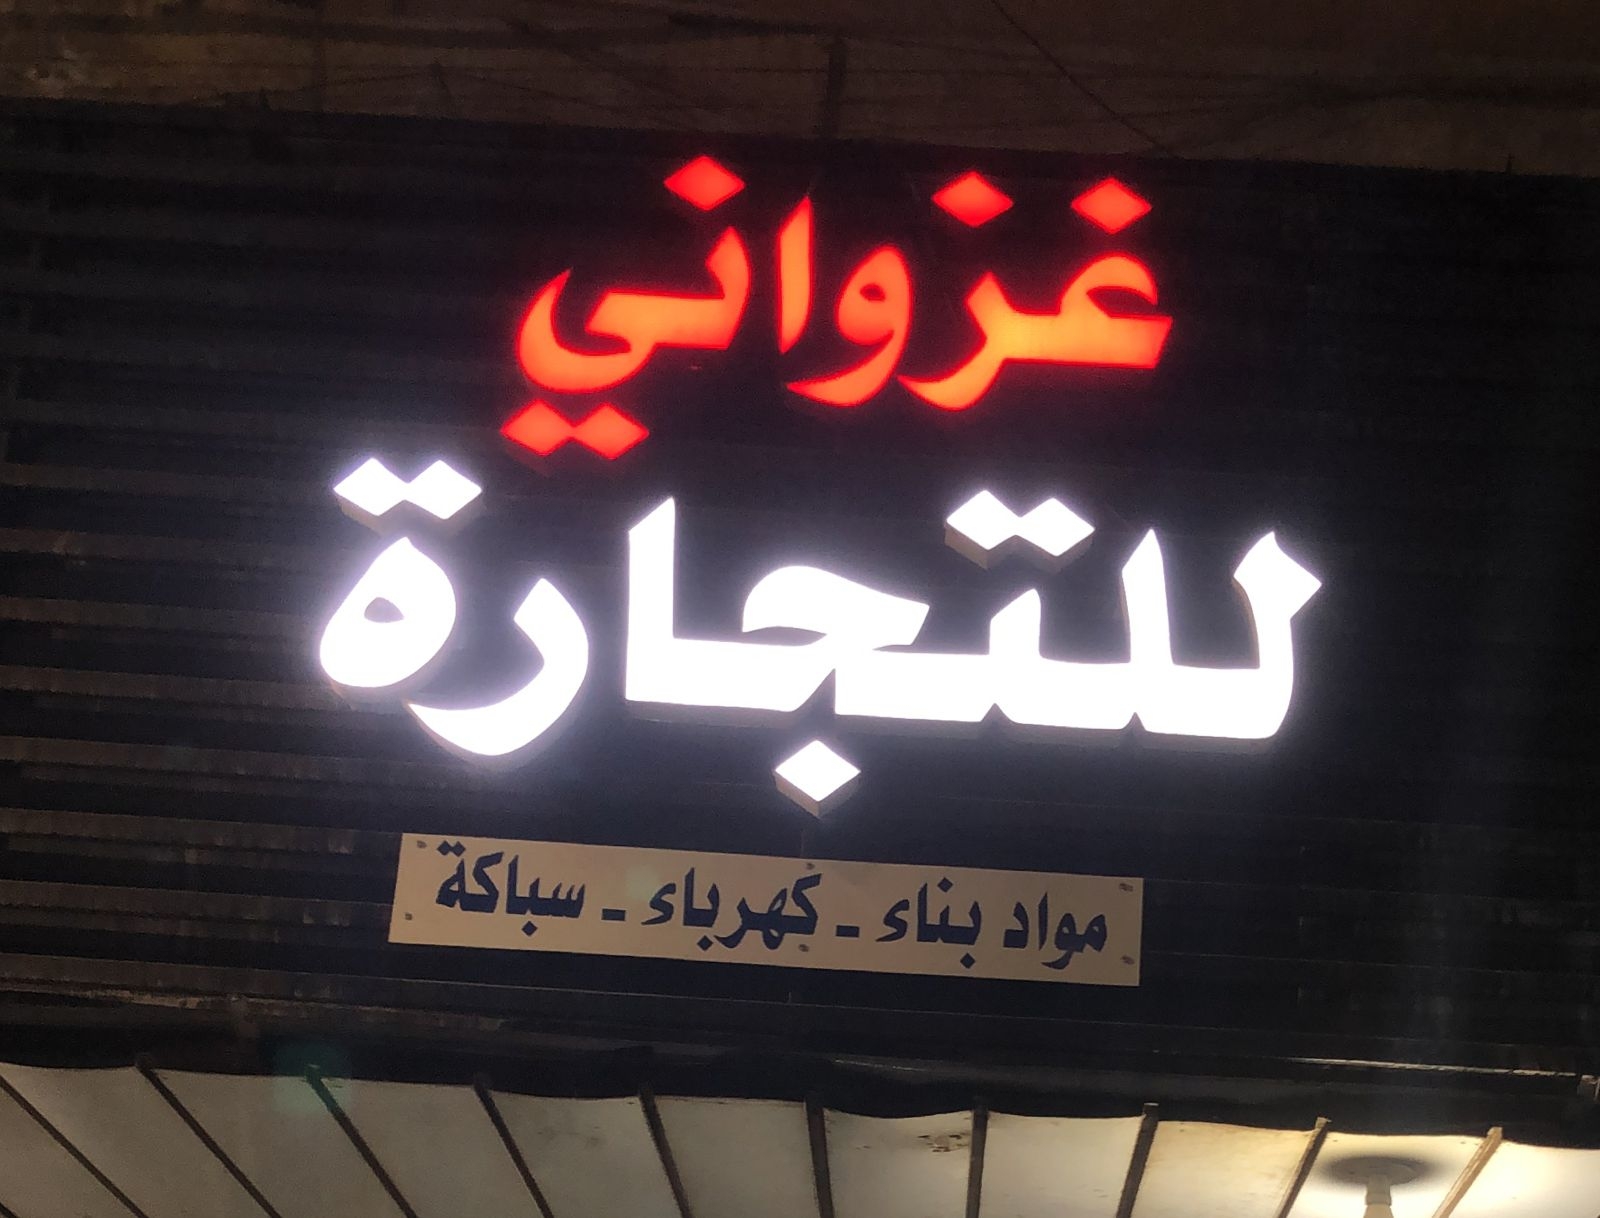 غزواني
للتجارة
مواد بناء - كهرباء - سباكة